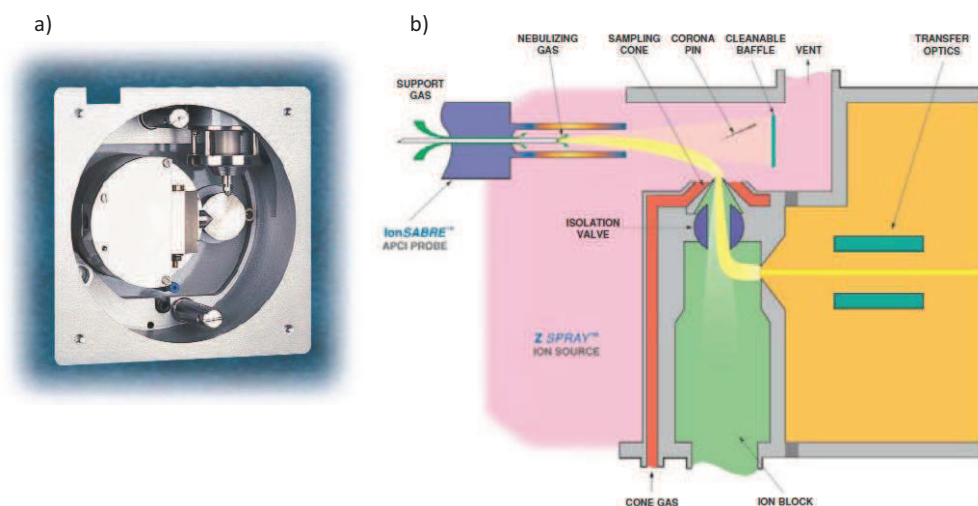 a)
b)
NEBULIZING
GAS
SAMPLING
CONE
CORONA
PIN
CLEANABLE
BAFFLE
VENT
TRANSFER
OPTICS
SUPPORT
GAS
IonSABRE™
APCI PROBE
ISOLATION
VALVE
Z SPRAY™
ION SOURCE
CONE GAS
ION BLOCK